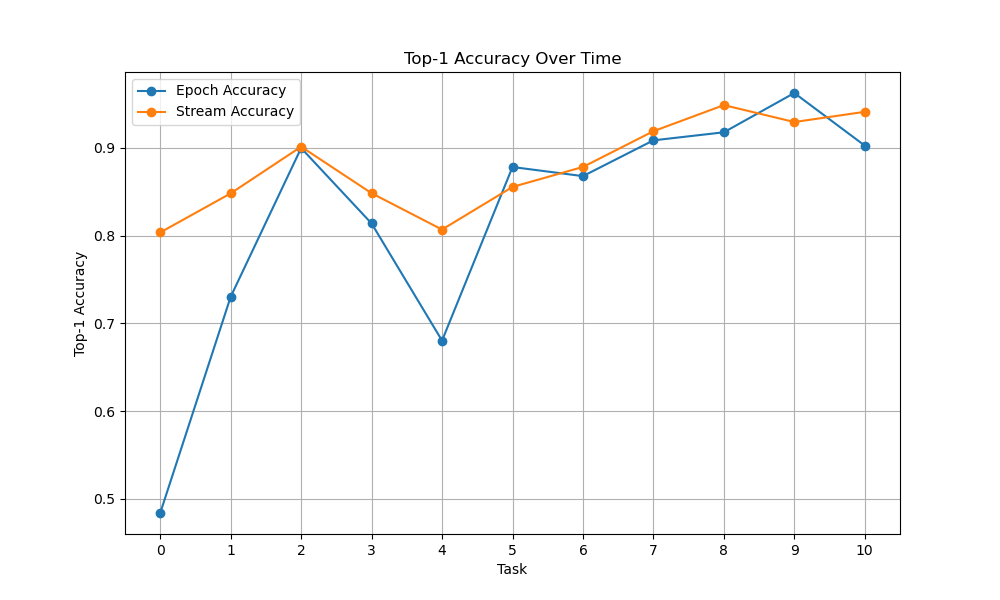 Top-1 Accuracy Over Time
Epoch Accuracy
Stream Accuracy
Top-1 Accuracy
0.9
0.8
0.7
0.6
0.5
0 1 2 3 4 5 6 7 8 9 10
Task